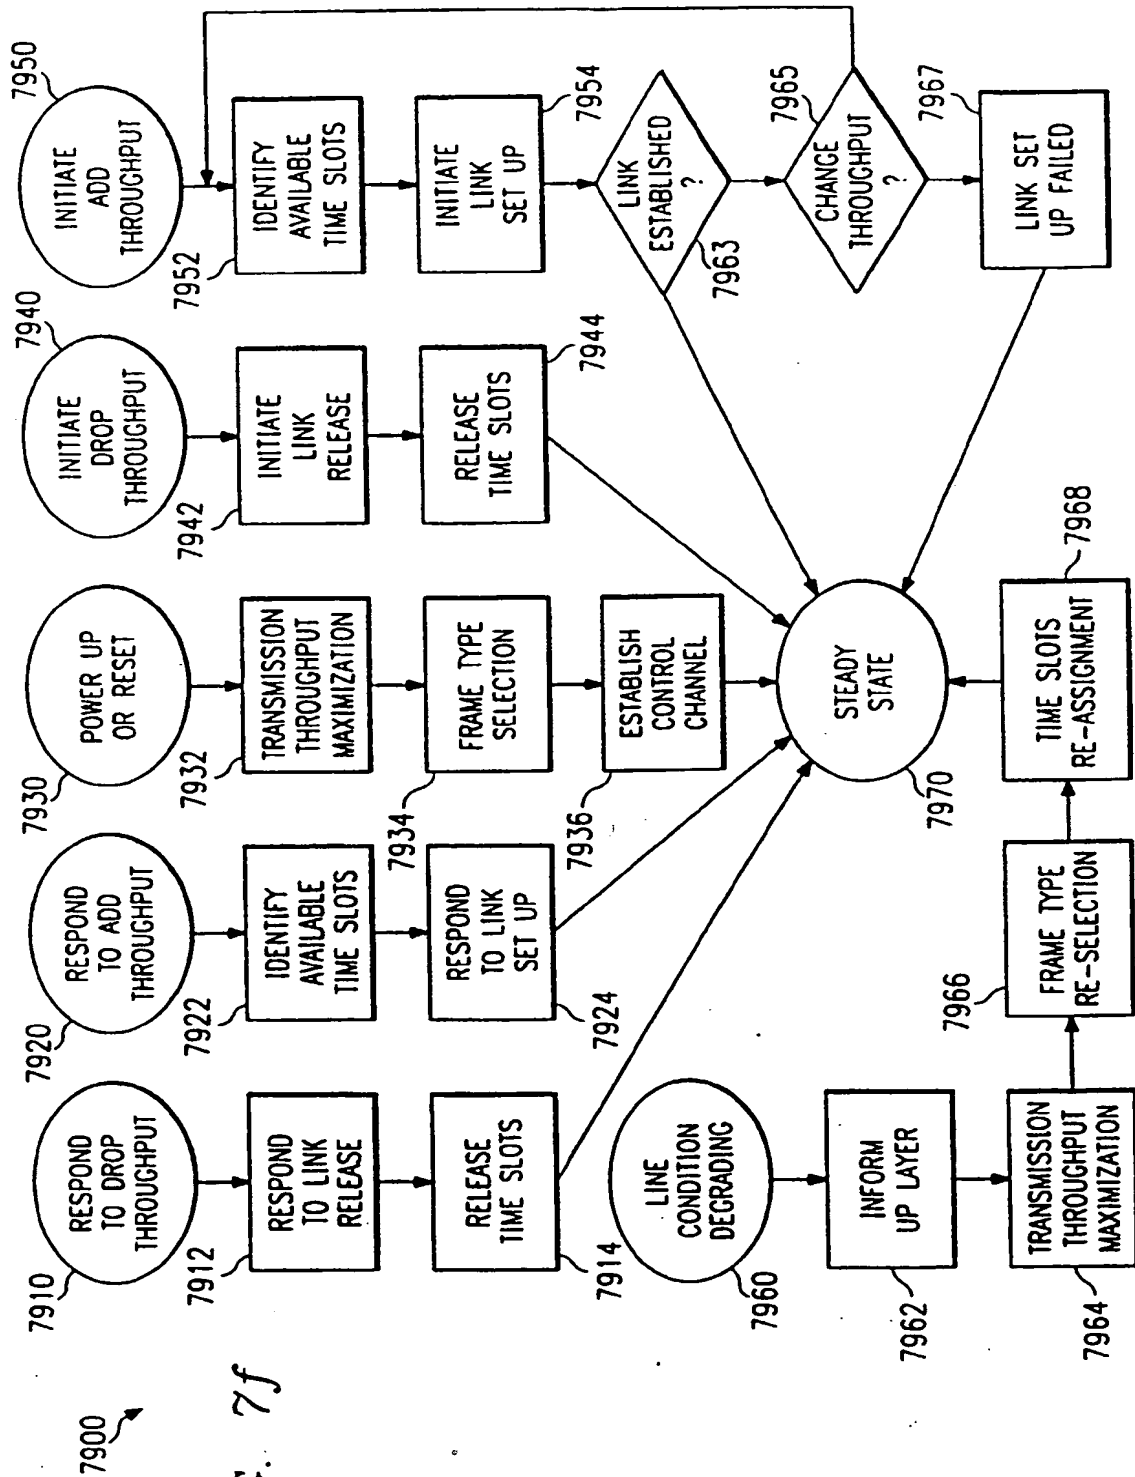 7900
7f
7910
RESPOND
TO DROP
THROUGHPUT
7912
RESPOND
TO LINK
RELEASE
RELEASE
TIME SLOTS
7914
7920
RESPOND
TO ADD
THROUGHPUT
7922
IDENTIFY
AVAILABLE
TIME SLOTS
RESPOND
TO LINK
SET UP
7924
7930
POWER UP
OR RESET
7932
TRANSMISSION
THROUGHPUT
MAXIMIZATION
7934
FRAME TYPE
SELECTION
7936
ESTABLISH
CONTROL
CHANNEL
7940
INITIATE
DROP
THROUGHPUT
7942
INITIATE
LINK
RELEASE
RELEASE
TIME SLOTS
7944
7950
INITIATE
ADD
THROUGHPUT
7952
IDENTIFY
AVAILABLE
TIME SLOTS
INITIATE
LINK
SET UP
7954
LINK
ESTABLISHED
?
7963
CHANGE
THROUGHPUT
?
7965
LINK SET
UP FAILED
7967
LINE
CONDITION
DEGRADING
7960
INFORM
UP LAYER
7962
TRANSMISSION
THROUGHPUT
MAXIMIZATION
7964
7966
FRAME TYPE
RE-SELECTION
TIME SLOTS
RE-ASSIGNMENT
7968
STEADY
STATE
7970